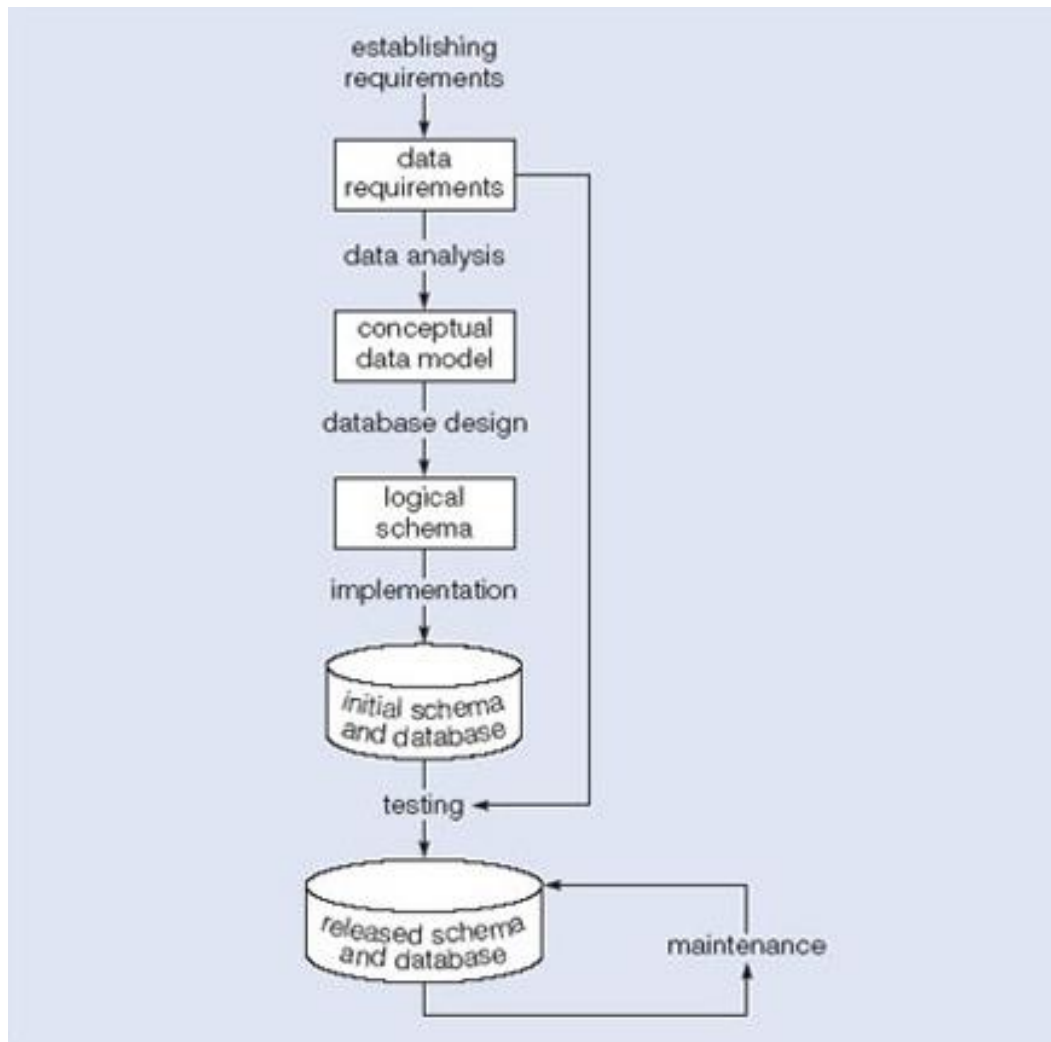 establishing
requirements
data
requirements
data analysis
conceptual
data model
database design
logical
schema
implementation
initial schema
and database
testing
released schema
and database
maintenance